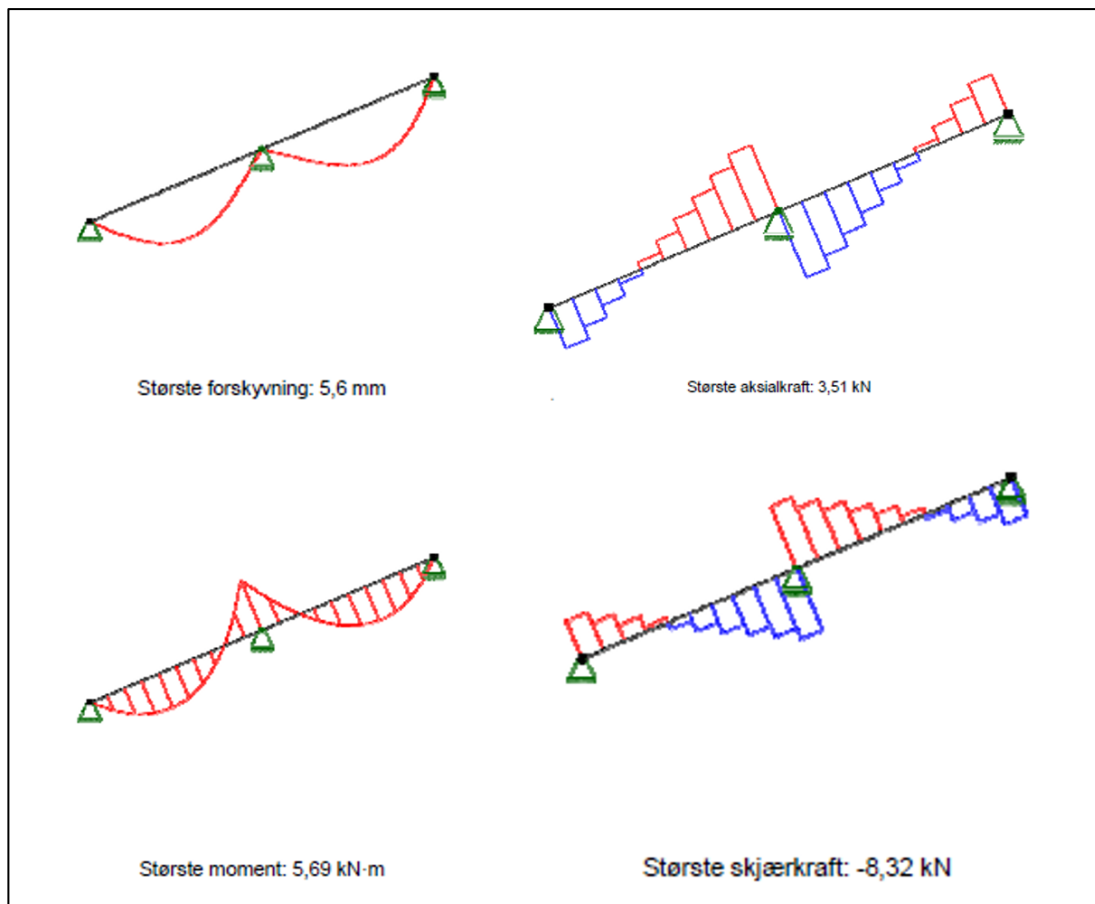 Største forskyvning: 5,6 mm
Største aksialkraft: 3,51 kN
Største moment: 5,69 kN·m
Største skjærkraft: -8,32 kN